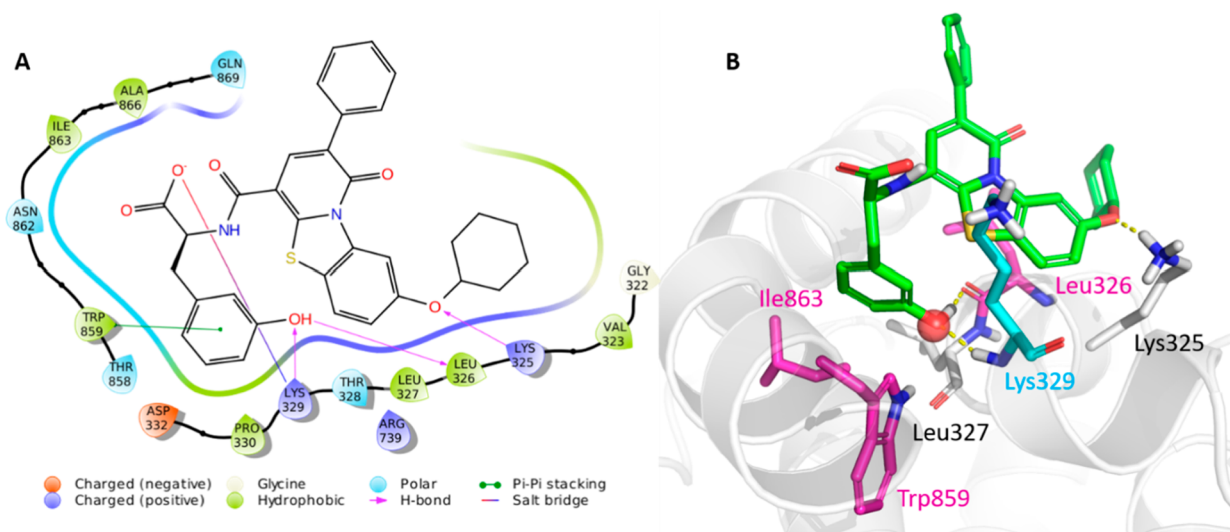 A
GLN
869
ALA
866
ILE
863
ASN
862
TRP
859
THR
858
O⁻
O
O
NH
S
N
O
O
OH
GLY
322
VAL
323
LYS
325
LEU
326
LEU
327
THR
328
LYS
329
ARG
739
PRO
330
ASP
332
Charged (negative)
Charged (positive)
Glycine
Hydrophobic
Polar
H-bond
Pi-Pi stacking
Salt bridge
B
Ile863
Leu326
Lys325
Lys329
Leu327
Trp859